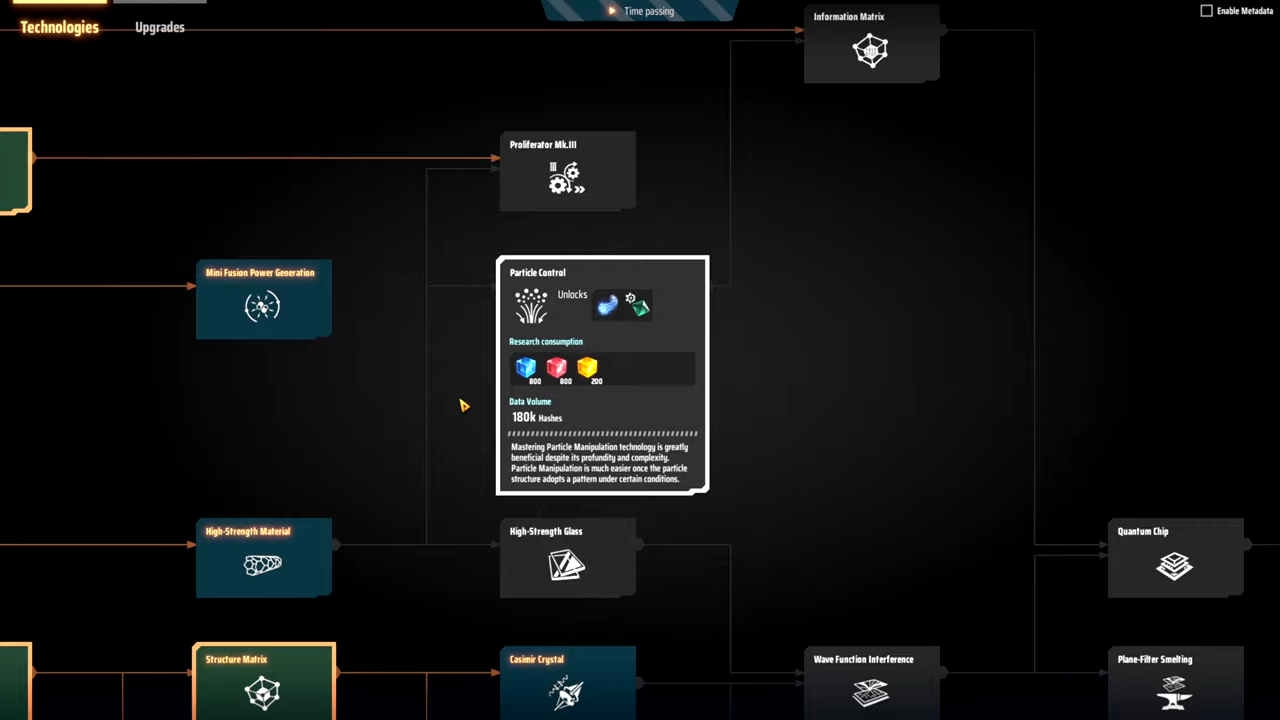 Technologies
Upgrades
Time passing
Enable Metadata
Information Matrix
Proliferator Mk.III
III
Mini Fusion Power Generation
Particle Control
Unlocks
Research consumption
800
800
200
Data Volume
180k Hashes
Mastering Particle Manipulation technology is greatly
beneficial despite its profundity and complexity.
Particle Manipulation is much easier once the particle
structure adopts a pattern under certain conditions.
High-Strength Material
High-Strength Glass
Quantum Chip
Structure Matrix
Casimir Crystal
Wave Function Interference
Plane-Filter Smelting